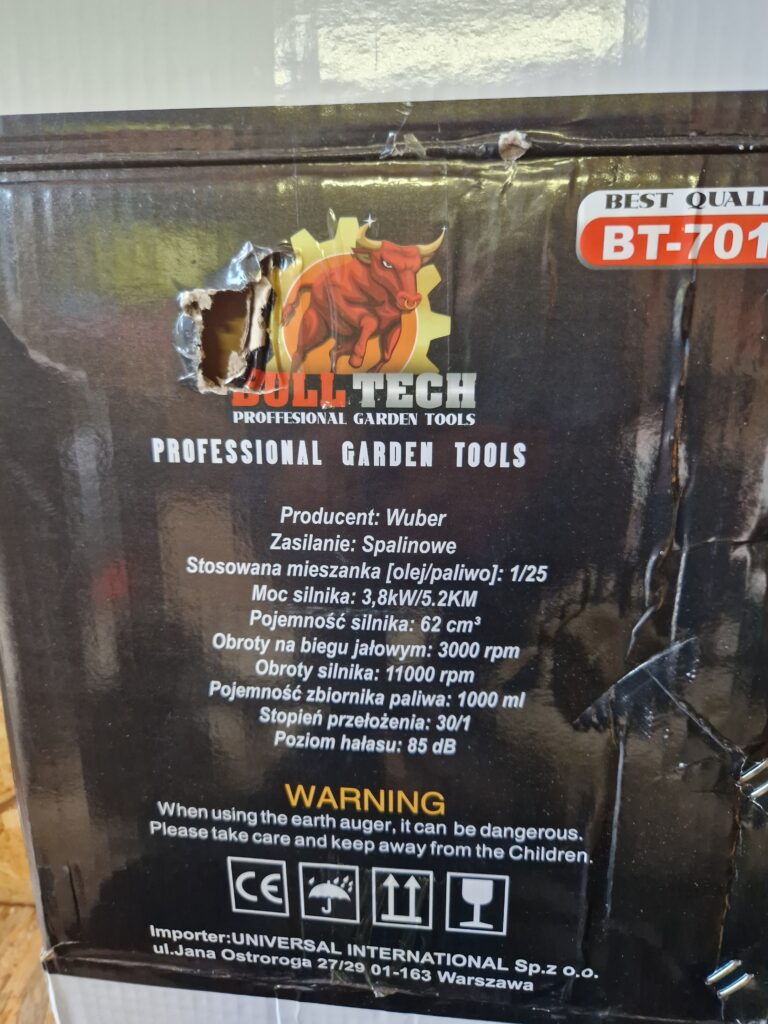 BEST QUALI
BT-701
BULL TECH
PROFFESIONAL GARDEN TOOLS
PROFESSIONAL GARDEN TOOLS
Producent: Wuber
Zasilanie: Spalinowe
Stosowana mieszanka [olej/paliwo]: 1/25
Moc silnika: 3,8kW/5.2KM
Pojemność silnika: 62 cm³
Obroty na biegu jałowym: 3000 rpm
Obroty silnika: 11000 rpm
Pojemność zbiornika paliwa: 1000 ml
Stopień przełożenia: 30/1
Poziom hałasu: 85 dB
WARNING
When using the earth auger, it can be dangerous.
Please take care and keep away from the Children.
CE
Importer:UNIVERSAL INTERNATIONAL Sp.z o.o.
ul.Jana Ostroroga 27/29 01-163 Warszawa